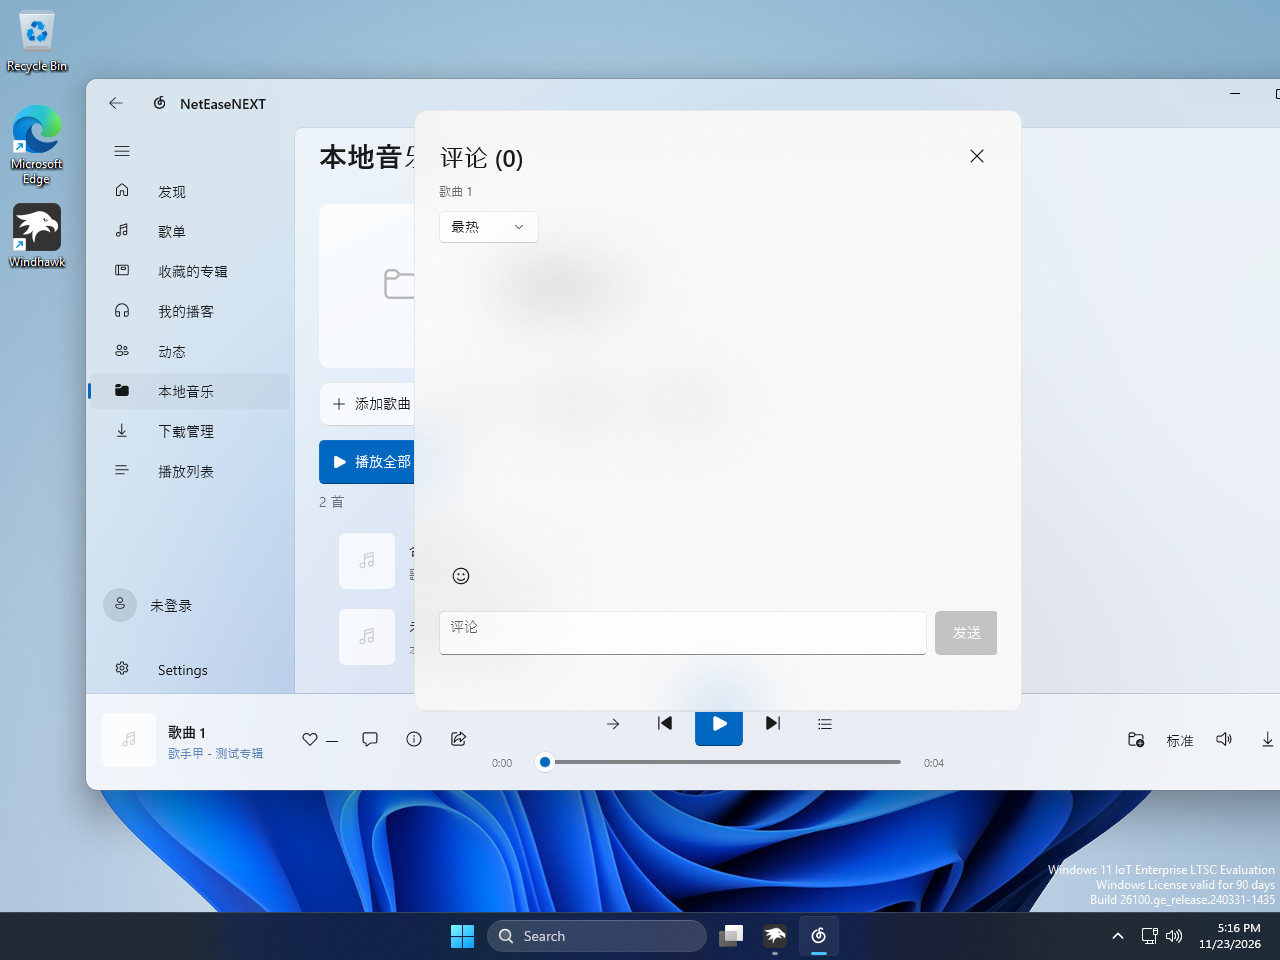 Recycle Bin
Microsoft Edge
Windhawk
NetEaseNEXT
发现
歌单
收藏的专辑
我的播客
动态
本地音乐
下载管理
播放列表
未登录
Settings
本地音
添加歌曲
播放全部
2 首
评论 (0)
歌曲 1
最热
评论
发送
歌曲 1
歌手甲 - 测试专辑
0:00
0:04
标准
Windows 11 IoT Enterprise LTSC Evaluation
Windows License valid for 90 days
Build 26100.ge_release.240331-1435
Search
5:16 PM
11/23/2026